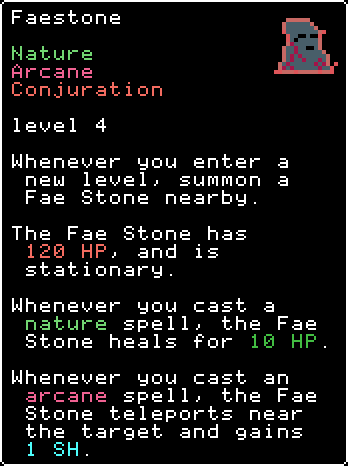 Faestone
Nature
Arcane
Conjuration
level 4
Whenever you enter a
new level, summon a
Fae Stone nearby.
The Fae Stone has
120 HP, and is
stationary.
Whenever you cast a
nature spell, the Fae
Stone heals for 10 HP.
Whenever you cast an
arcane spell, the Fae
Stone teleports near
the target and gains
1 SH.